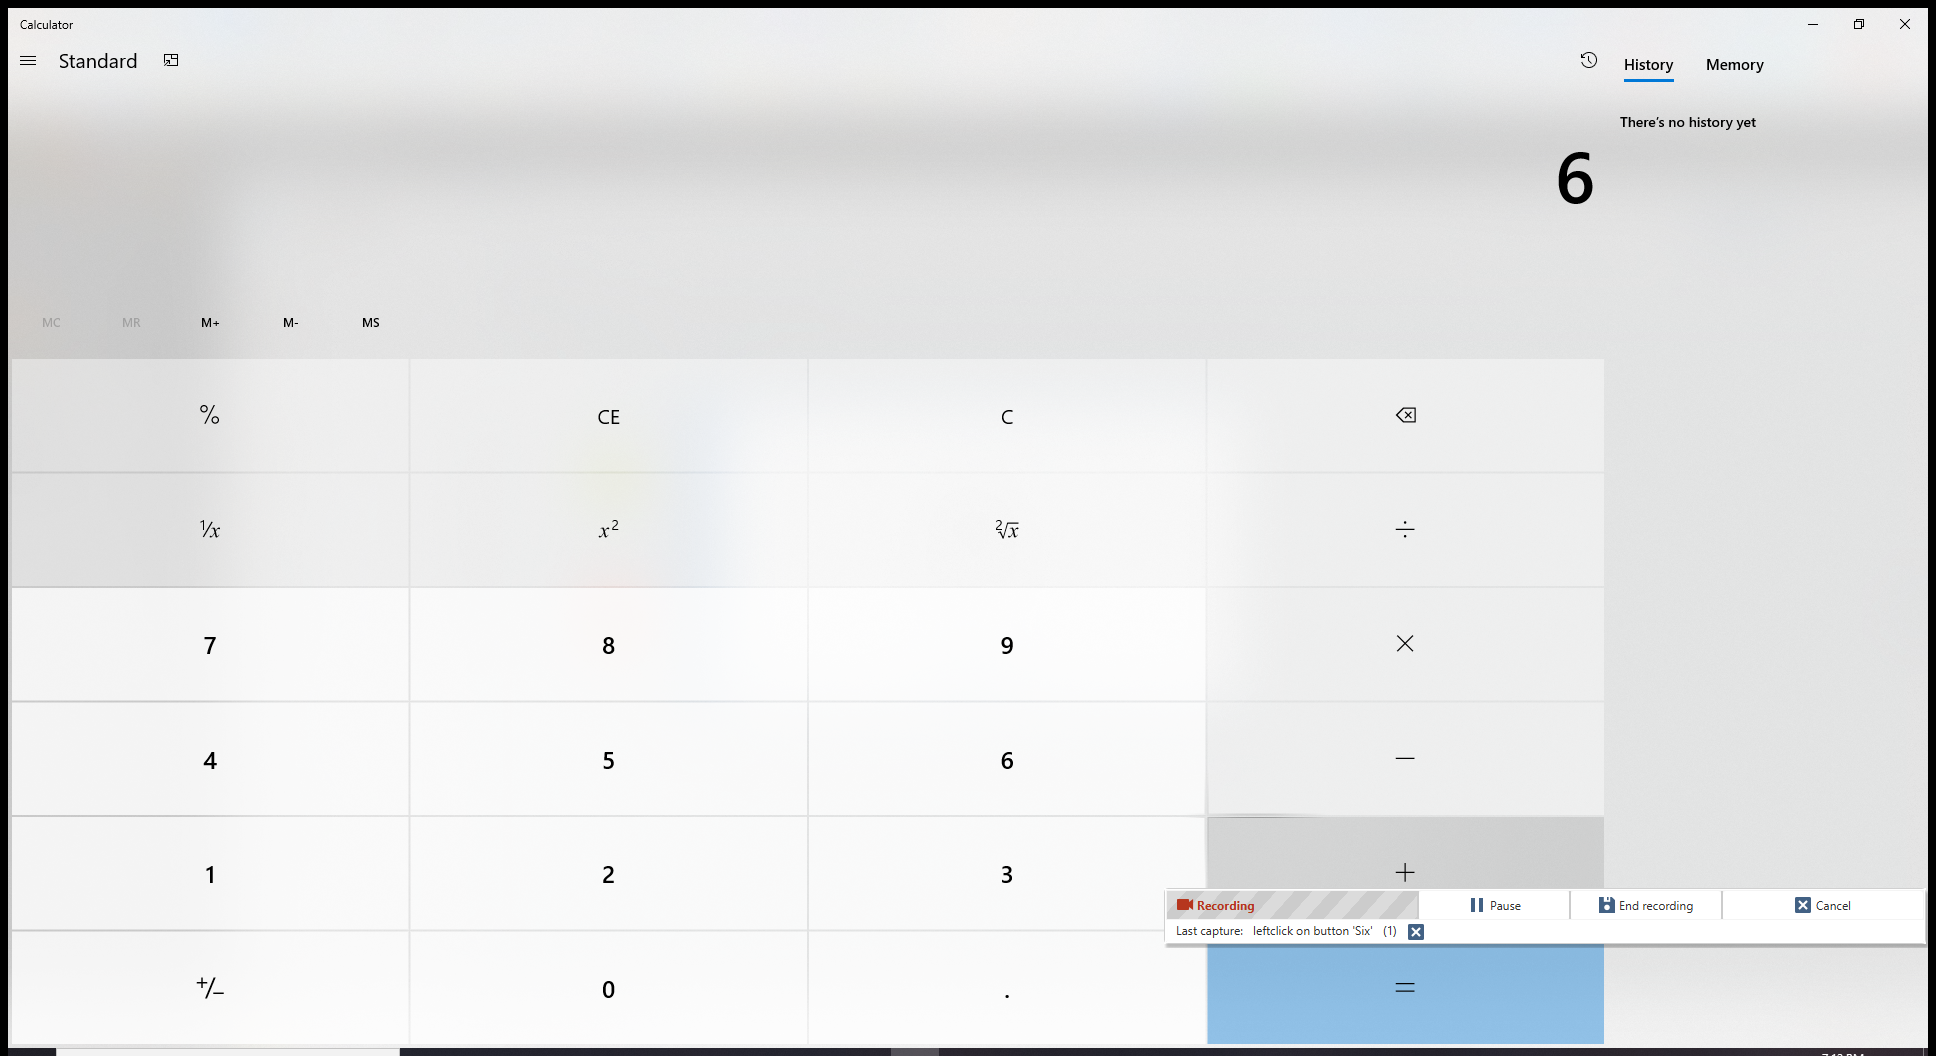 Calculator
Standard
History Memory
There's no history yet
6
MC MR M+ M- MS
% CE C
¹/x x² ²√x ÷
7 8 9 ×
4 5 6 −
1 2 3 +
Recording Pause End recording Cancel
Last capture: leftclick on button 'Six' (1)
+/− 0 . =